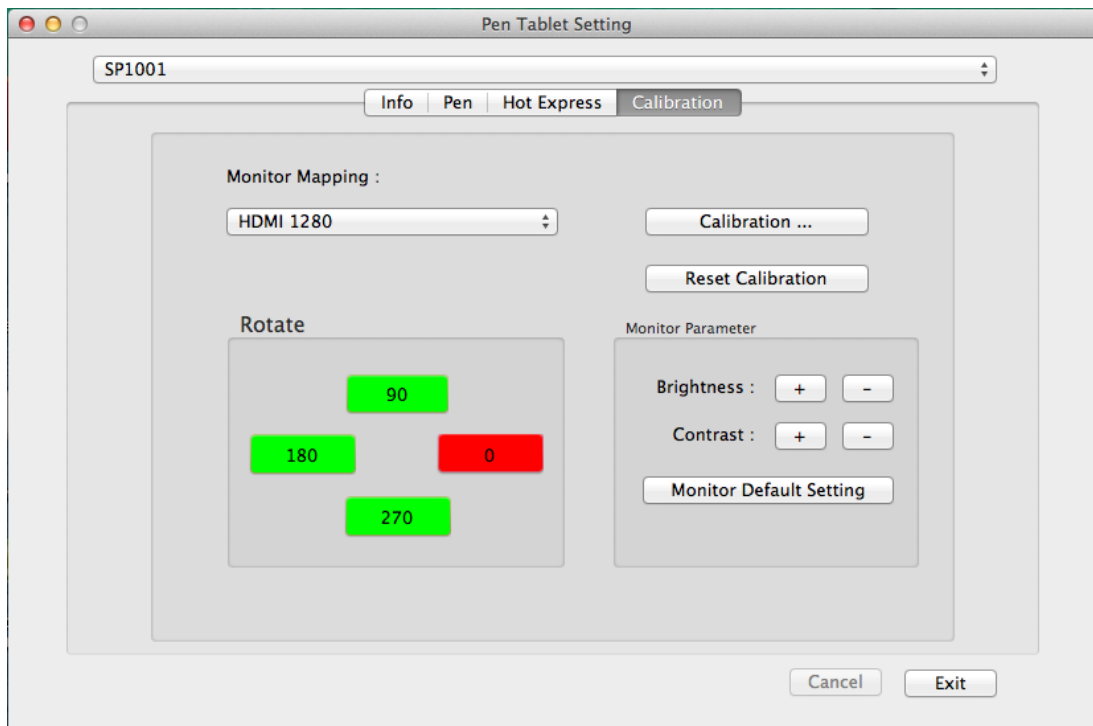 Pen Tablet Setting
SP1001
Info Pen Hot Express Calibration
Monitor Mapping :
HDMI 1280
Calibration ...
Reset Calibration
Rotate
90
180 0
270
Monitor Parameter
Brightness : + -
Contrast : + -
Monitor Default Setting
Cancel Exit